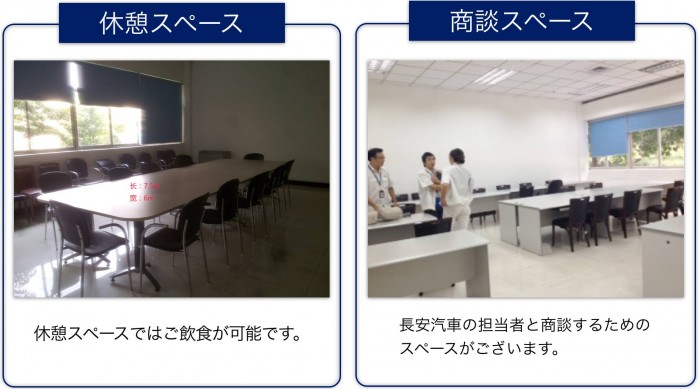 休憩スペース
长：7.5m
宽：6m
休憩スペースではご飲食が可能です。
商談スペース
長安汽車の担当者と商談するための
スペースがございます。